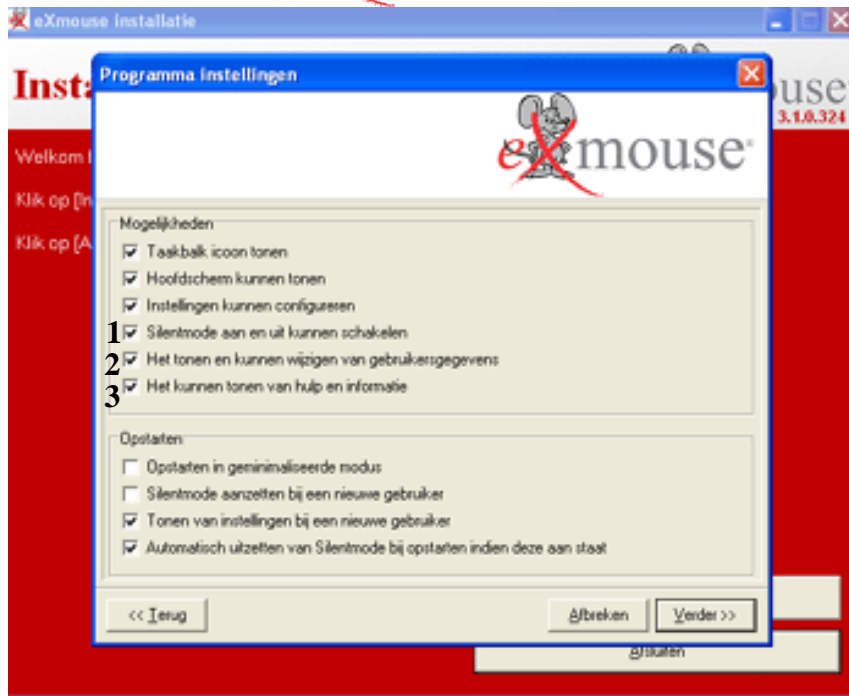 eXmouse installatie
Programma instellingen
Insta
use
3.1.0.324
eXmouse
Welkom
Klik op [In
Klik op [A
Mogelijkheden
Taakbalk icoon tonen
Hoofdscherm kunnen tonen
Instellingen kunnen configureren
1 Silentmode aan en uit kunnen schakelen
2 Het tonen en kunnen wijzigen van gebruikersgegevens
3 Het kunnen tonen van hulp en informatie
Opstarten
Opstarten in geminimaliseerde modus
Silentmode aanzetten bij een nieuwe gebruiker
Tonen van instellingen bij een nieuwe gebruiker
Automatisch uitzetten van Silentmode bij opstarten indien deze aan staat
<< Terug
Afbreken
Verder >>
Afsluiten